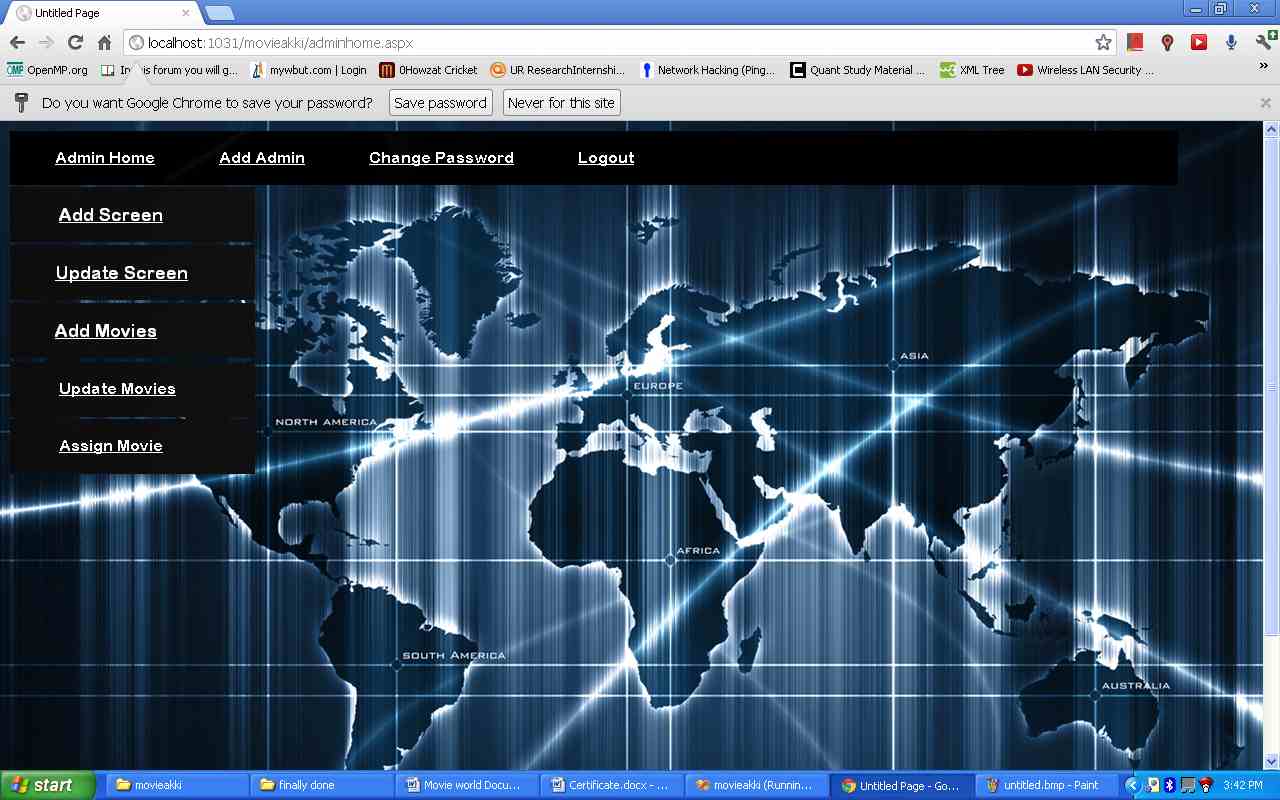 Untitled Page
localhost:1031/movieakki/adminhome.aspx
OMP OpenMP.org In this forum you will g... mywbut.com | Login 0Howzat Cricket UR ResearchInternshi... Network Hacking (Ping... Quant Study Material ... XML Tree Wireless LAN Security ... »
Do you want Google Chrome to save your password? Save password Never for this site
Admin Home Add Admin Change Password Logout
Add Screen
Update Screen
Add Movies
Update Movies
Assign Movie
ASIA
EUROPE
NORTH AMERICA
AFRICA
SOUTH AMERICA
AUSTRALIA
start movieakki finally done Movie world Docu... Certificate.docx - ... movieakki (Runnin... Untitled Page - Go... untitled.bmp - Paint 3:42 PM